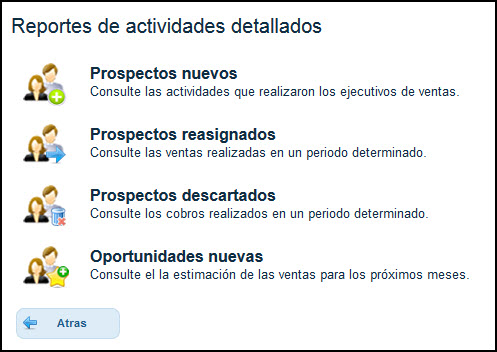 Reportes de actividades detallados
Prospectos nuevos
Consulte las actividades que realizaron los ejecutivos de ventas.
Prospectos reasignados
Consulte las ventas realizadas en un periodo determinado.
Prospectos descartados
Consulte los cobros realizados en un periodo determinado.
Oportunidades nuevas
Consulte el la estimación de las ventas para los próximos meses.
Atras